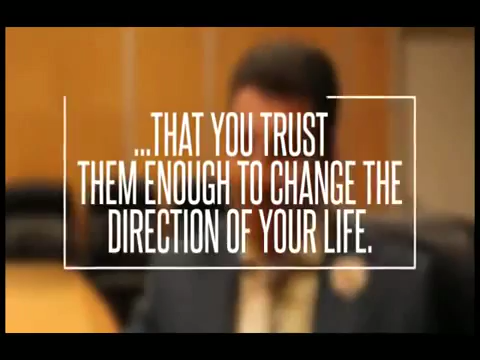 ...THAT YOU TRUST
THEM ENOUGH TO CHANGE THE
DIRECTION OF YOUR LIFE.